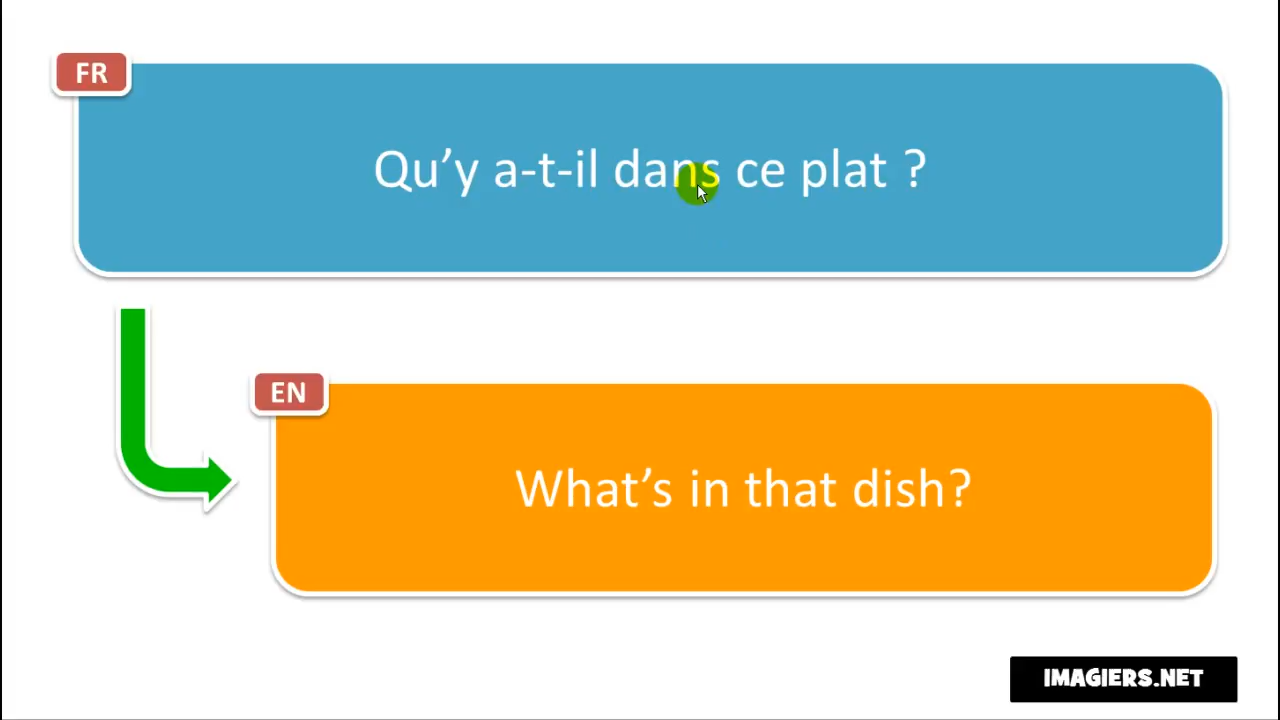 FR
Qu’y a-t-il dans ce plat ?
EN
What’s in that dish?
IMAGIERS.NET